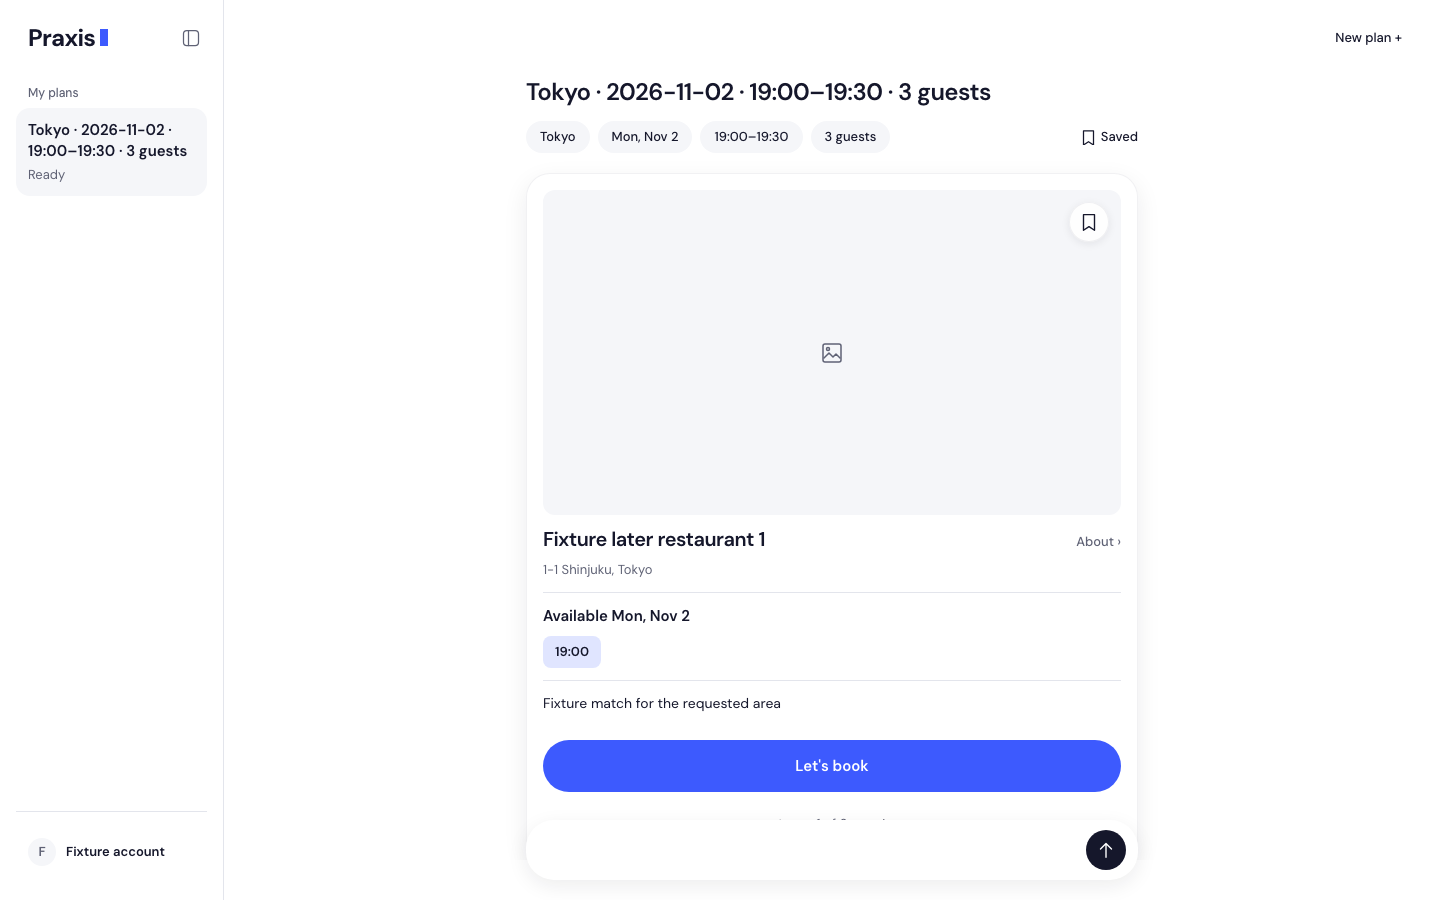 Praxis
New plan +
My plans
Tokyo · 2026-11-02 ·
19:00–19:30 · 3 guests
Ready
Tokyo · 2026-11-02 · 19:00–19:30 · 3 guests
Tokyo
Mon, Nov 2
19:00–19:30
3 guests
Saved
Fixture later restaurant 1
About ›
1-1 Shinjuku, Tokyo
Available Mon, Nov 2
19:00
Fixture match for the requested area
Let's book
F
Fixture account